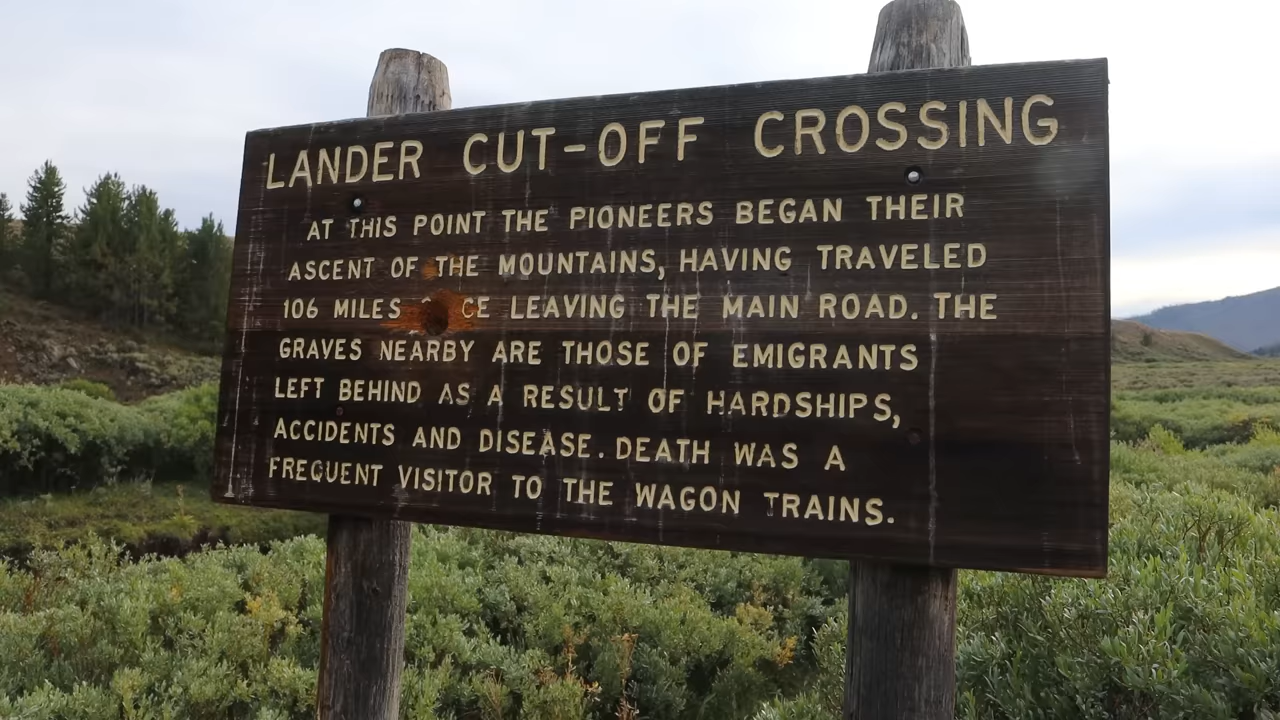 LANDER CUT-OFF CROSSING
AT THIS POINT THE PIONEERS BEGAN THEIR
ASCENT OF THE MOUNTAINS, HAVING TRAVELED
106 MILES LEAVING THE MAIN ROAD. THE
GRAVES NEARBY ARE THOSE OF EMIGRANTS
LEFT BEHIND AS A RESULT OF HARDSHIPS,
ACCIDENTS AND DISEASE. DEATH WAS A
FREQUENT VISITOR TO THE WAGON TRAINS.